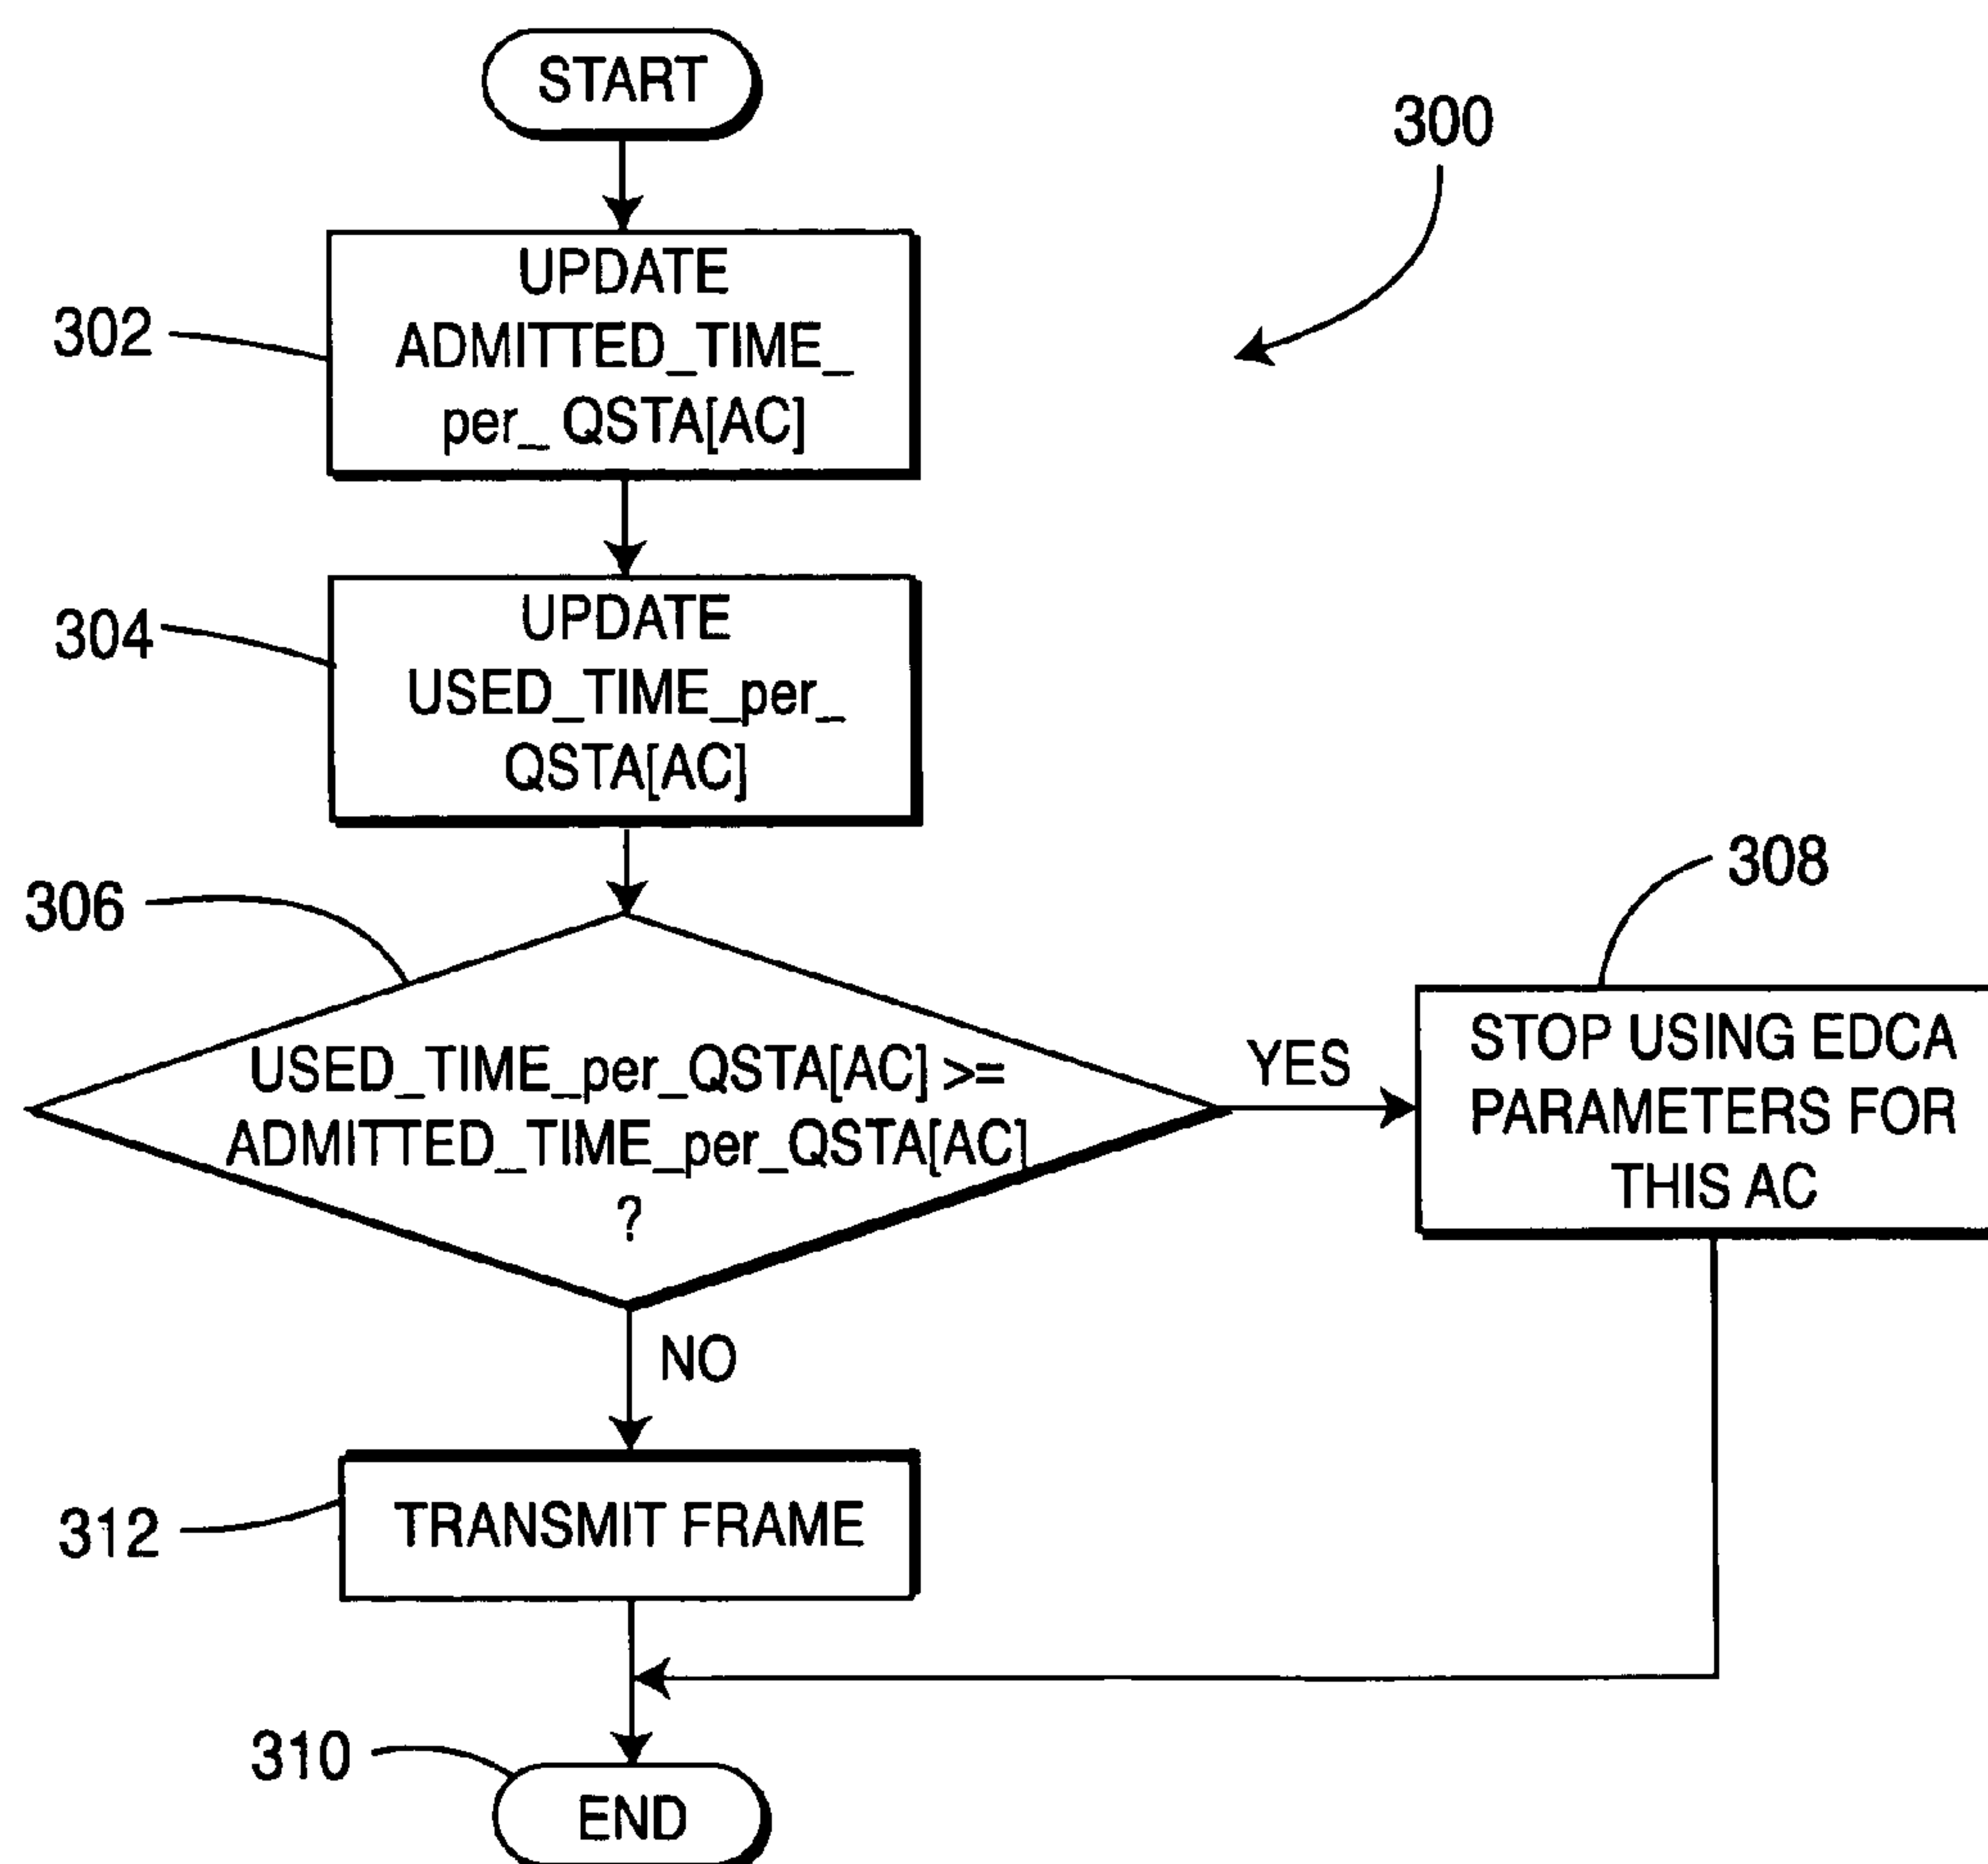 START
300
302
UPDATE
ADMITTED_TIME_
per_ QSTA[AC]
304
UPDATE
USED_TIME_per_
QSTA[AC]
306
USED_TIME_per_QSTA[AC] >=
ADMITTED_TIME_per_QSTA[AC]
?
YES
308
STOP USING EDCA
PARAMETERS FOR
THIS AC
NO
312
TRANSMIT FRAME
310
END